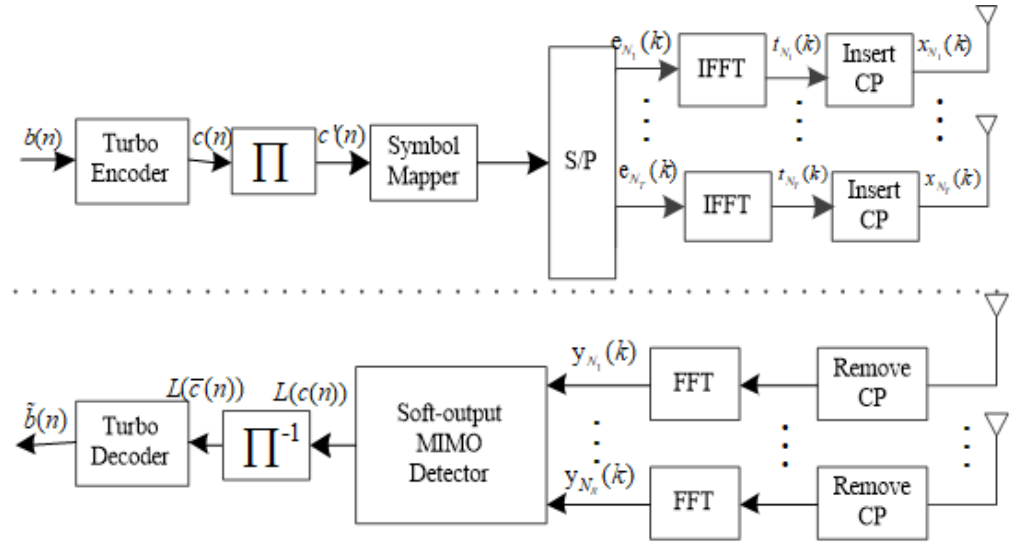 e_{N_1}(k)
t_{N_1}(k)
x_{N_1}(k)
IFFT
Insert
CP
b(n)
Turbo
Encoder
c(n)
∏
c'(n)
Symbol
Mapper
S/P
e_{N_T}(k)
t_{N_T}(k)
x_{N_T}(k)
IFFT
Insert
CP
y_{N_1}(k)
FFT
Remove
CP
b̃(n)
Turbo
Decoder
L(c̅(n))
∏⁻¹
L(c(n))
Soft-output
MIMO
Detector
y_{N_R}(k)
FFT
Remove
CP